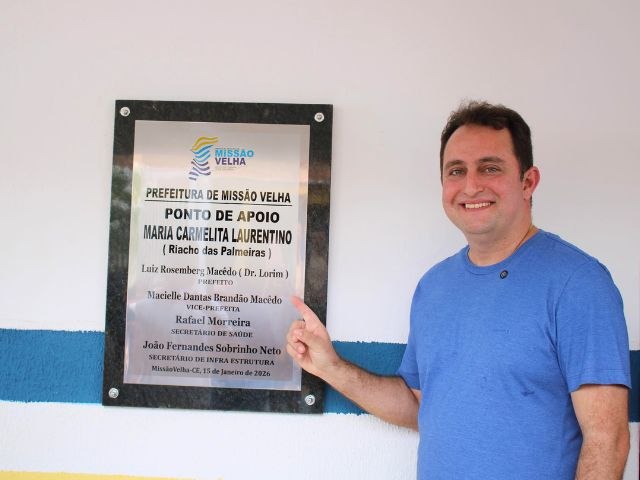 MISSÃO
VELHA
PREFEITURA DE MISSÃO VELHA
PONTO DE APOIO
MARIA CARMELITA LAURENTINO
( Riacho das Palmeiras )
Luiz Rosemberg Macêdo ( Dr. Lorim )
PREFEITO
Macielle Dantas Brandão Macêdo
VICE-PREFEITA
Rafael Morreira
SECRETÁRIO DE SAÚDE
João Fernandes Sobrinho Neto
SECRETÁRIO DE INFRA ESTRUTURA
MissãoVelha-CE, 15 de Janeiro de 2026